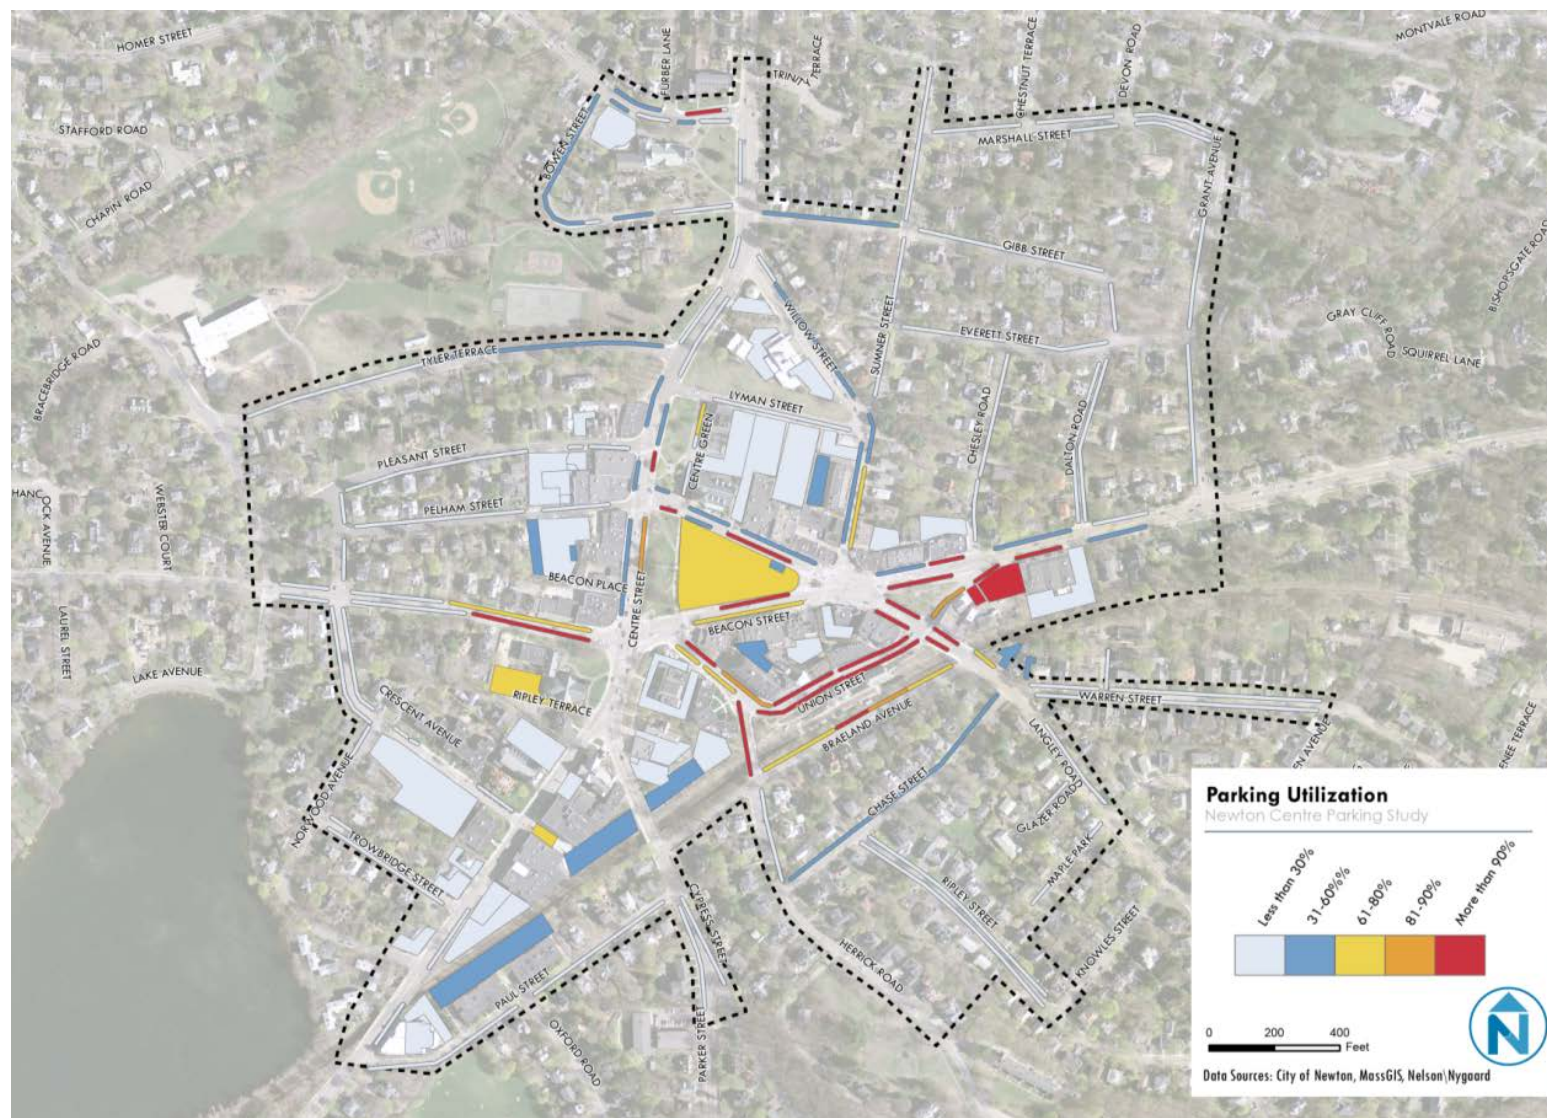 HOMER STREET
FURBER LANE
TRINITY TERRACE
CHESTNUT TERRACE
DEVON ROAD
MONTVALE ROAD
STAFFORD ROAD
CHAPIN ROAD
BOWEN STREET
MARSHALL STREET
GRANT AVENUE
GIBB STREET
BISHOPSGATE ROAD
WILLOW STREET
SUMNER STREET
EVERETT STREET
GRAY CLIFF ROAD
SQUIRREL LANE
BRACEBRIDGE ROAD
TYLER TERRACE
LYMAN STREET
CENTRE GREEN
CHESLEY ROAD
DALTON ROAD
PLEASANT STREET
PELHAM STREET
HANC
OCK AVENUE
WEBSTER COURT
BEACON PLACE
CENTRE STREET
BEACON STREET
LAUREL STREET
LAKE AVENUE
RIPLEY TERRACE
UNION STREET
BRAELAND AVENUE
WARREN STREET
CRESCENT AVENUE
LANGLEY ROAD
EN AVENUE
ENEE TERRACE
NORWOOD AVENUE
CHASE STREET
GLAZER ROAD
TROWBRIDGE STREET
MAPLE PARK
RIPLEY STREET
CYPRESS STREET
KNOWLES STREET
HERRICK ROAD
PAUL STREET
OXFORD ROAD
PARKER STREET
Parking Utilization
Newton Centre Parking Study
Less than 30%
31-60%%
61-80%
81-90%
More than 90%
N
0 200 400
Feet
Data Sources: City of Newton, MassGIS, Nelson\Nygaard